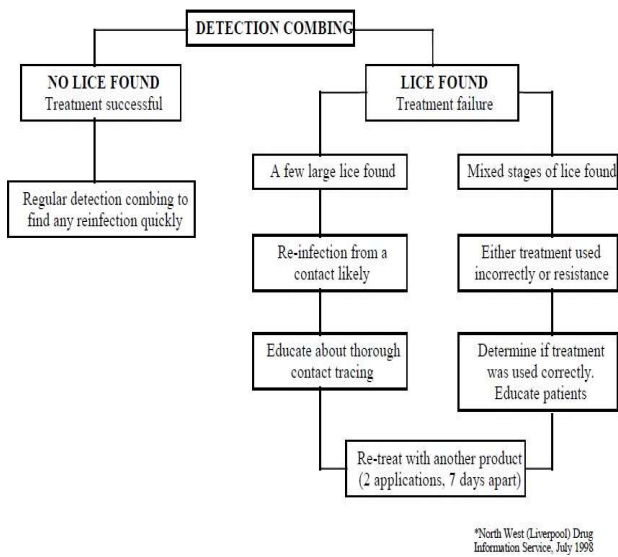 DETECTION COMBING
NO LICE FOUND
Treatment successful
LICE FOUND
Treatment failure
Regular detection combing to
find any reinfection quickly
A few large lice found
Mixed stages of lice found
Re-infection from a
contact likely
Either treatment used
incorrectly or resistance
Educate about thorough
contact tracing
Determine if treatment
was used correctly.
Educate patients
Re-treat with another product
(2 applications, 7 days apart)
*North West (Liverpool) Drug
Information Service, July 1998